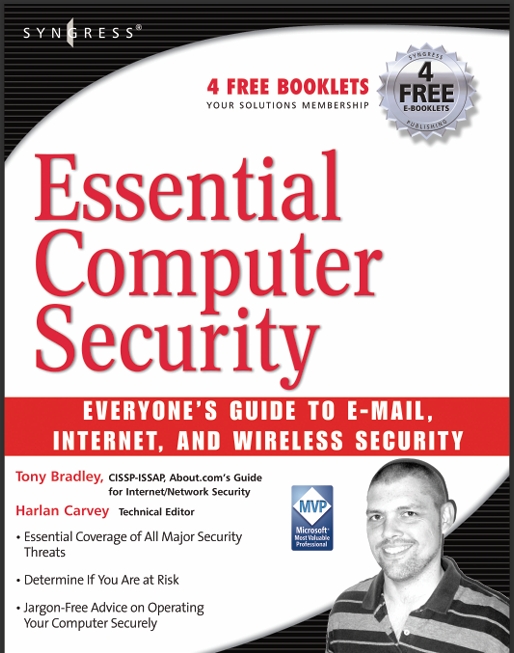 SYNGRESS®
4 FREE BOOKLETS
YOUR SOLUTIONS MEMBERSHIP
SYNGRESS
4
FREE
E-BOOKLETS
PUBLISHING
Essential
Computer
Security
EVERYONE'S GUIDE TO E-MAIL,
INTERNET, AND WIRELESS SECURITY
Tony Bradley, CISSP-ISSAP, About.com's Guide
for Internet/Network Security
Harlan Carvey Technical Editor
MVP
Microsoft®
Most Valuable
Professional
• Essential Coverage of All Major Security
Threats
• Determine If You are at Risk
• Jargon-Free Advice on Operating
Your Computer Securely